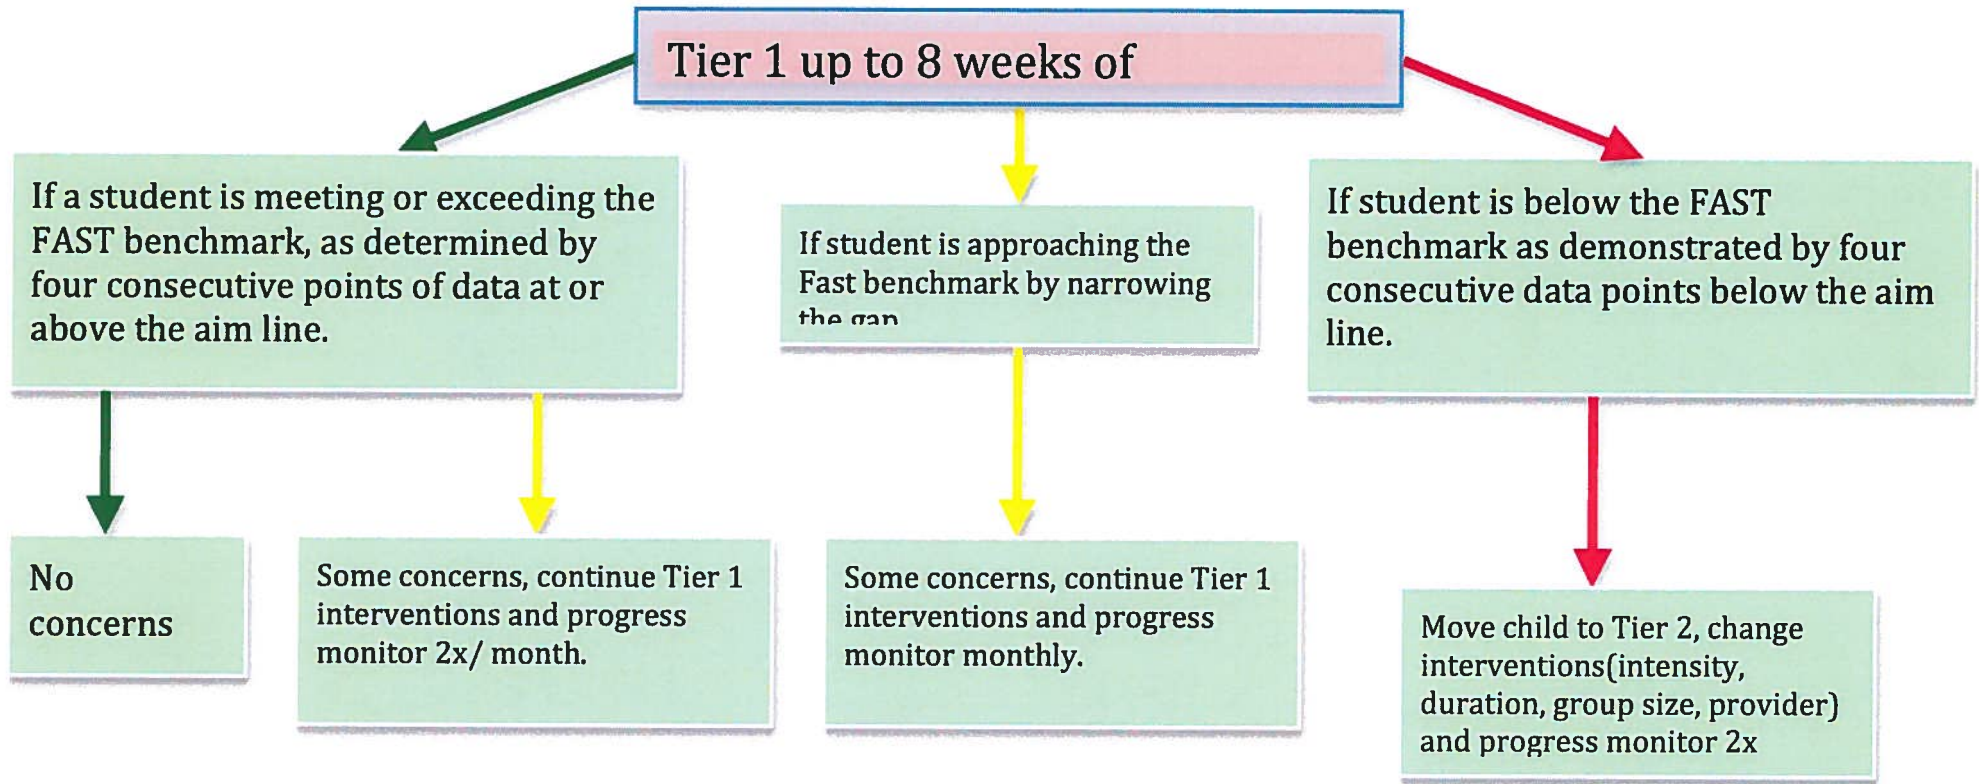 Tier 1 up to 8 weeks of
If a student is meeting or exceeding the
FAST benchmark, as determined by
four consecutive points of data at or
above the aim line.
If student is approaching the
Fast benchmark by narrowing
the gap
If student is below the FAST
benchmark as demonstrated by four
consecutive data points below the aim
line.
No
concerns
Some concerns, continue Tier 1
interventions and progress
monitor 2x/ month.
Some concerns, continue Tier 1
interventions and progress
monitor monthly.
Move child to Tier 2, change
interventions(intensity,
duration, group size, provider)
and progress monitor 2x